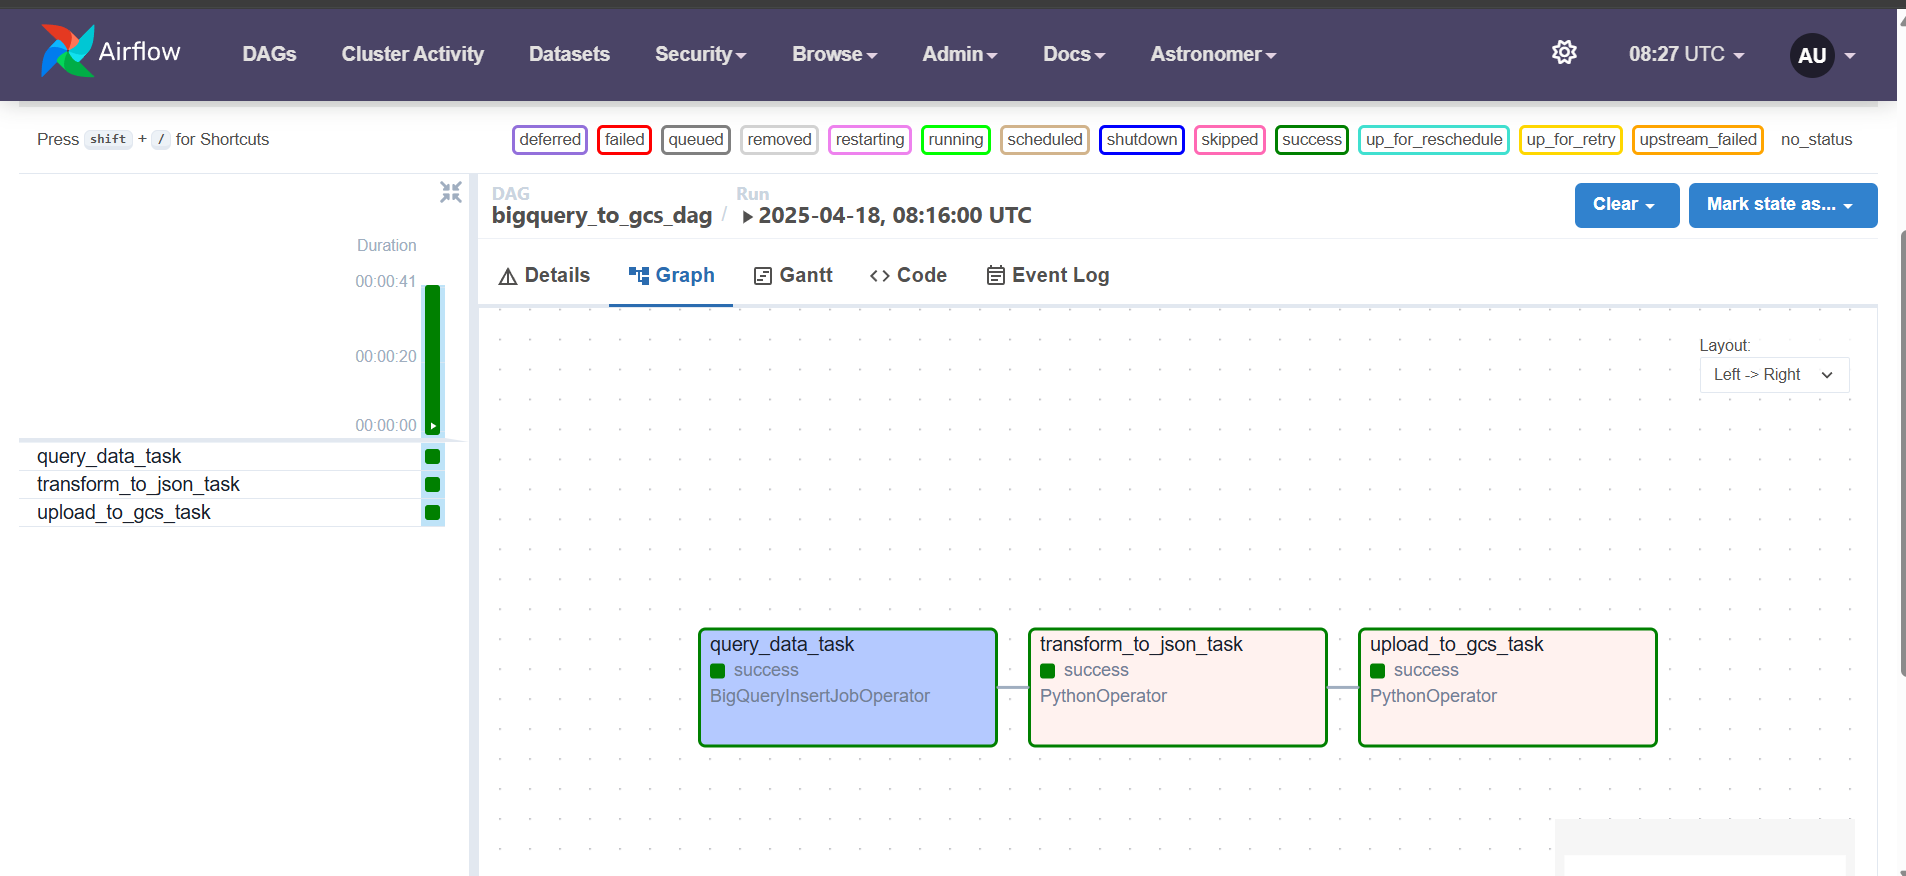 Airflow DAGs Cluster Activity Datasets Security Browse Admin Docs Astronomer 08:27 UTC AU
Press shift + / for Shortcuts
deferred failed queued removed restarting running scheduled shutdown skipped success up_for_reschedule up_for_retry upstream_failed no_status
DAG
bigquery_to_gcs_dag / Run
2025-04-18, 08:16:00 UTC
Clear
Mark state as...
Duration
00:00:41
00:00:20
00:00:00
query_data_task
transform_to_json_task
upload_to_gcs_task
Details Graph Gantt <> Code Event Log
Layout:
Left -> Right
query_data_task
success
BigQueryInsertJobOperator
transform_to_json_task
success
PythonOperator
upload_to_gcs_task
success
PythonOperator